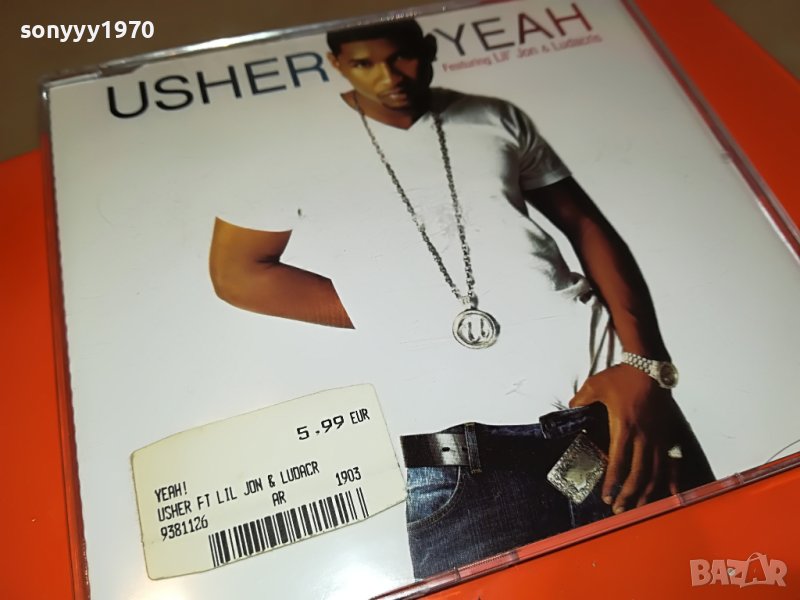 sonyyy1970
USHER YEAH
Featuring Lil' Jon & Ludacris
U
5.99 EUR
YEAH!
USHER FT LIL JON & LUDACR
9381126 AR 1903
BAZAR